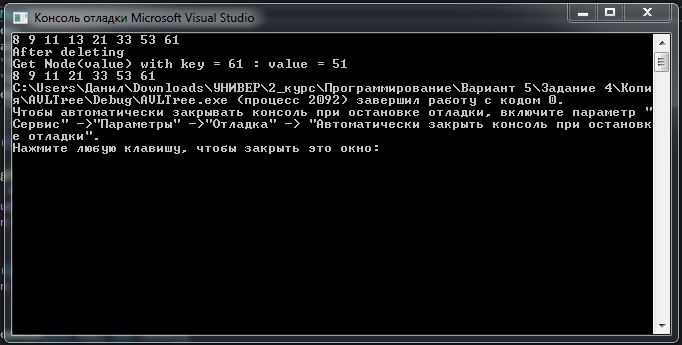 Консоль отладки Microsoft Visual Studio
8 9 11 13 21 33 53 61
After deleting
Get Node(value) with key = 61 : value = 51
8 9 11 21 33 53 61
C:\Users\Данил\Downloads\УНИВЕР\2_курс\Программирование\Вариант 5\Задание 4\Копи
я\AVLTree\Debug\AVLTree.exe (процесс 2092) завершил работу с кодом 0.
Чтобы автоматически закрывать консоль при остановке отладки, включите параметр "
Сервис" ->"Параметры" ->"Отладка" -> "Автоматически закрыть консоль при остановк
е отладки".
Нажмите любую клавишу, чтобы закрыть это окно: